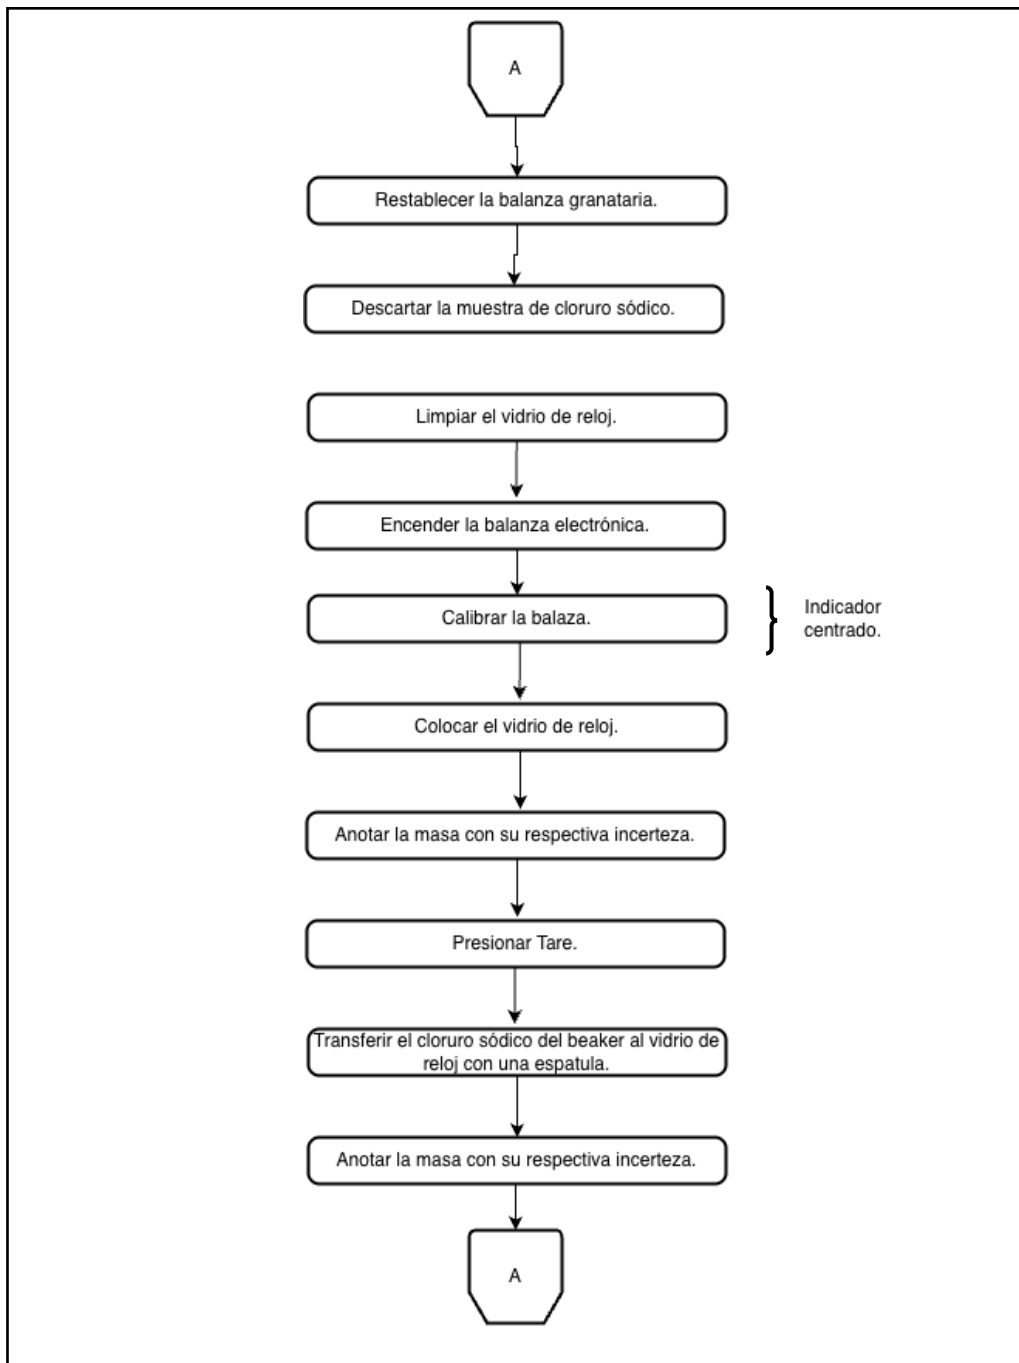 A
Restablecer la balanza granataria.
Descartar la muestra de cloruro sódico.
Limpiar el vidrio de reloj.
Encender la balanza electrónica.
Calibrar la balaza.
Indicador
centrado.
Colocar el vidrio de reloj.
Anotar la masa con su respectiva incerteza.
Presionar Tare.
Transferir el cloruro sódico del beaker al vidrio de
reloj con una espatula.
Anotar la masa con su respectiva incerteza.
A